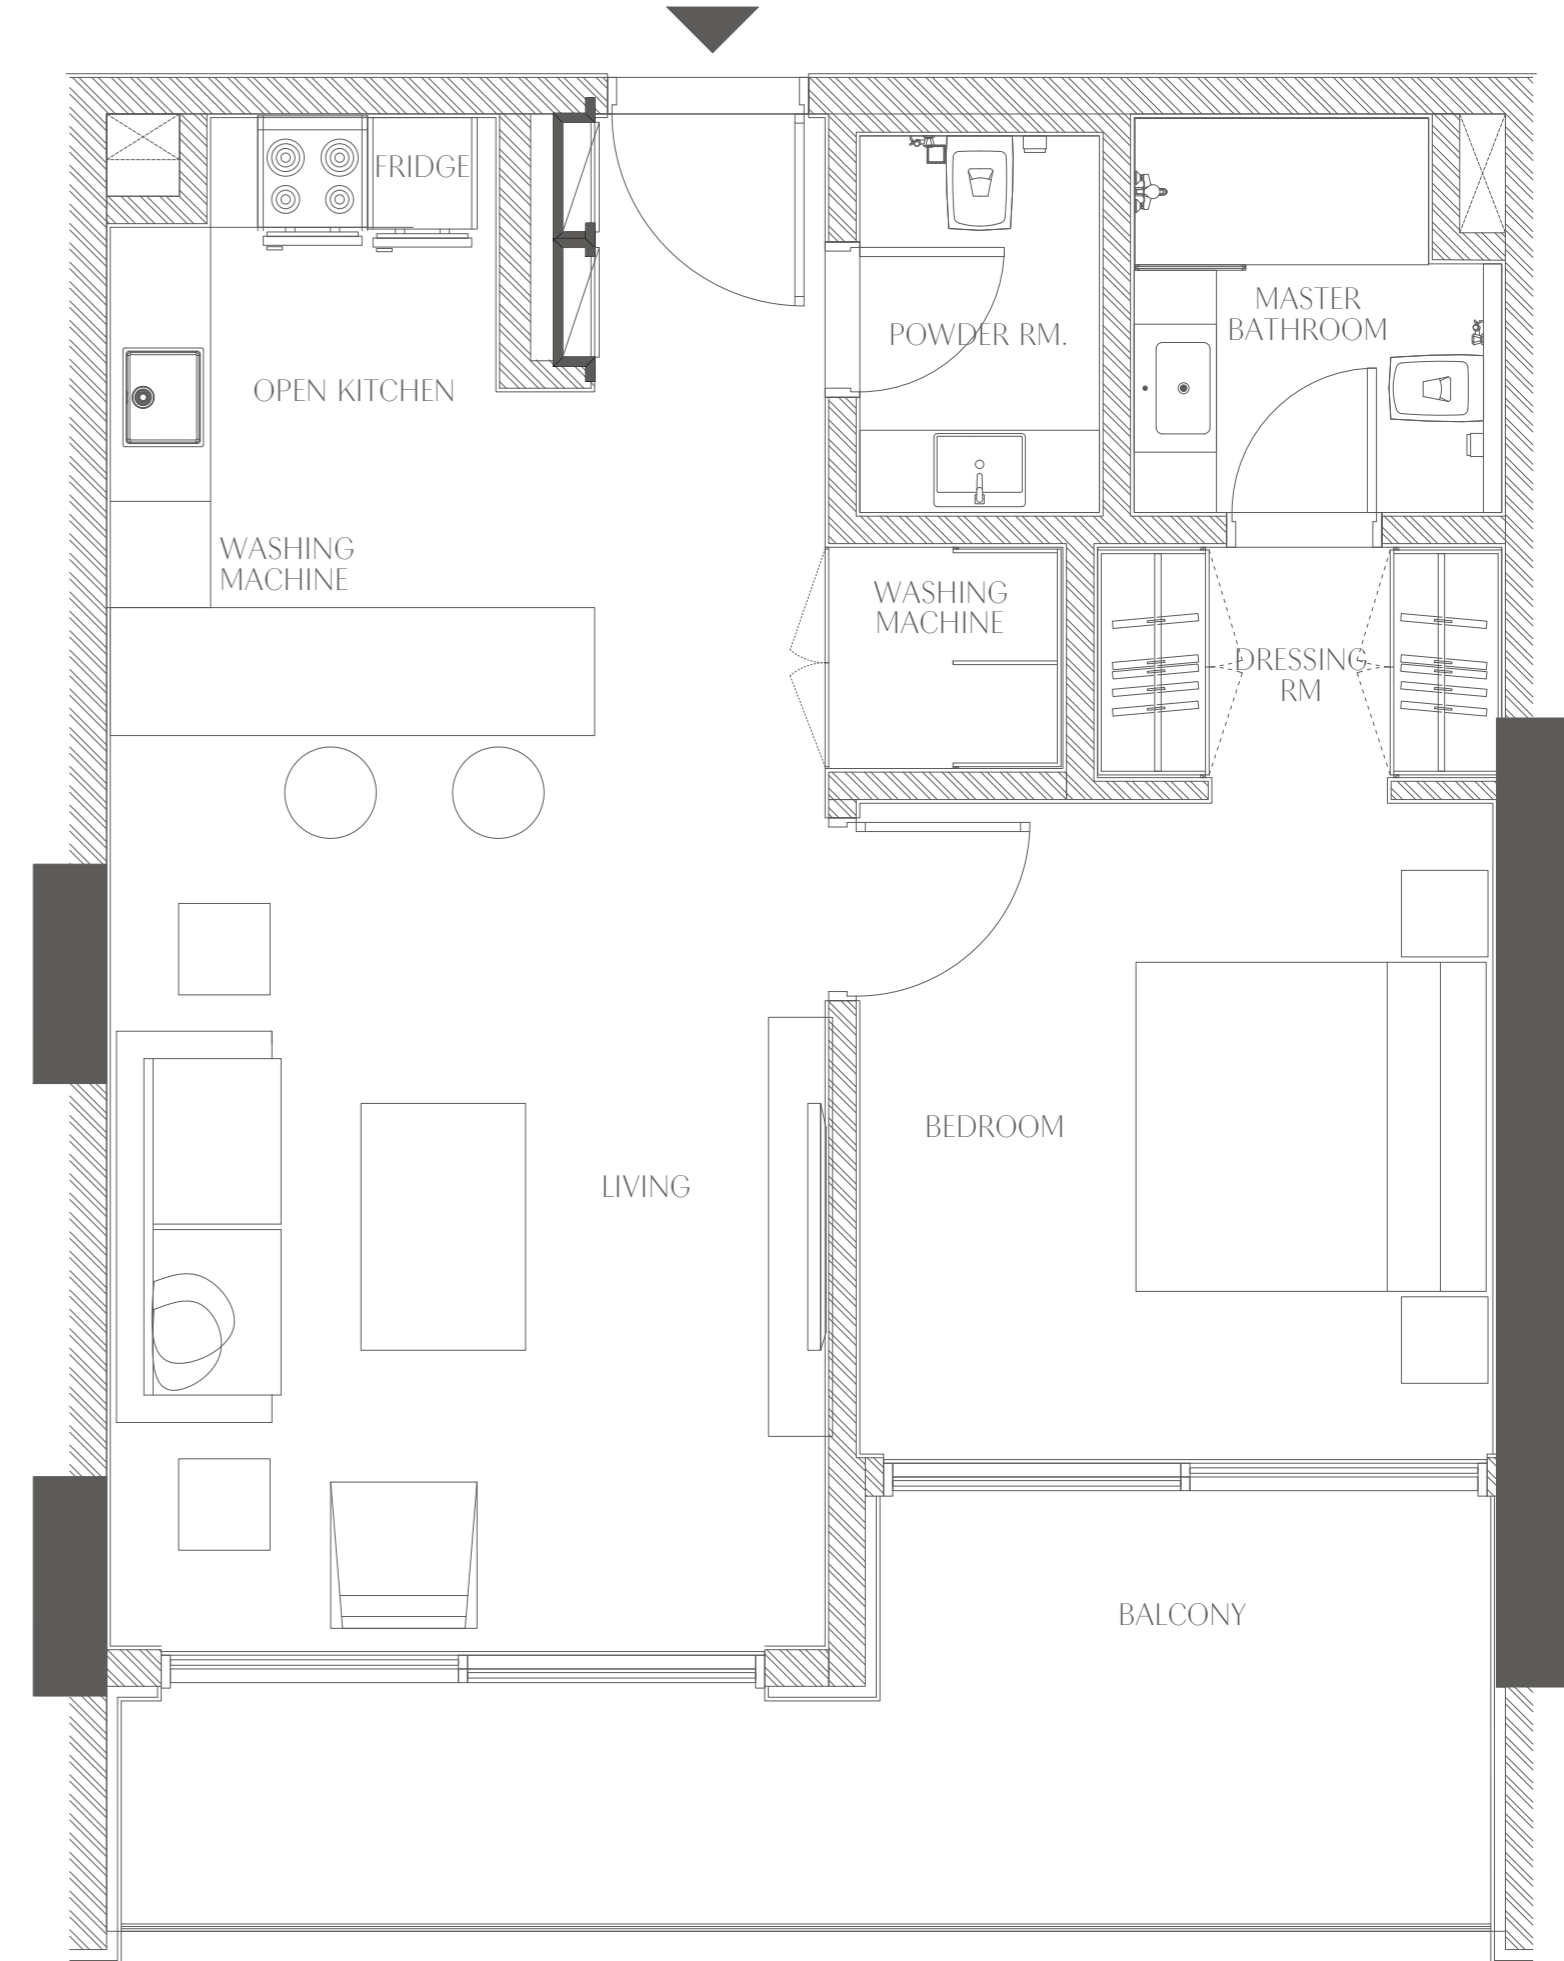 FRIDGE
MASTER
BATHROOM
POWDER RM.
OPEN KITCHEN
WASHING
MACHINE
WASHING
MACHINE
DRESSING
RM
BEDROOM
LIVING
BALCONY